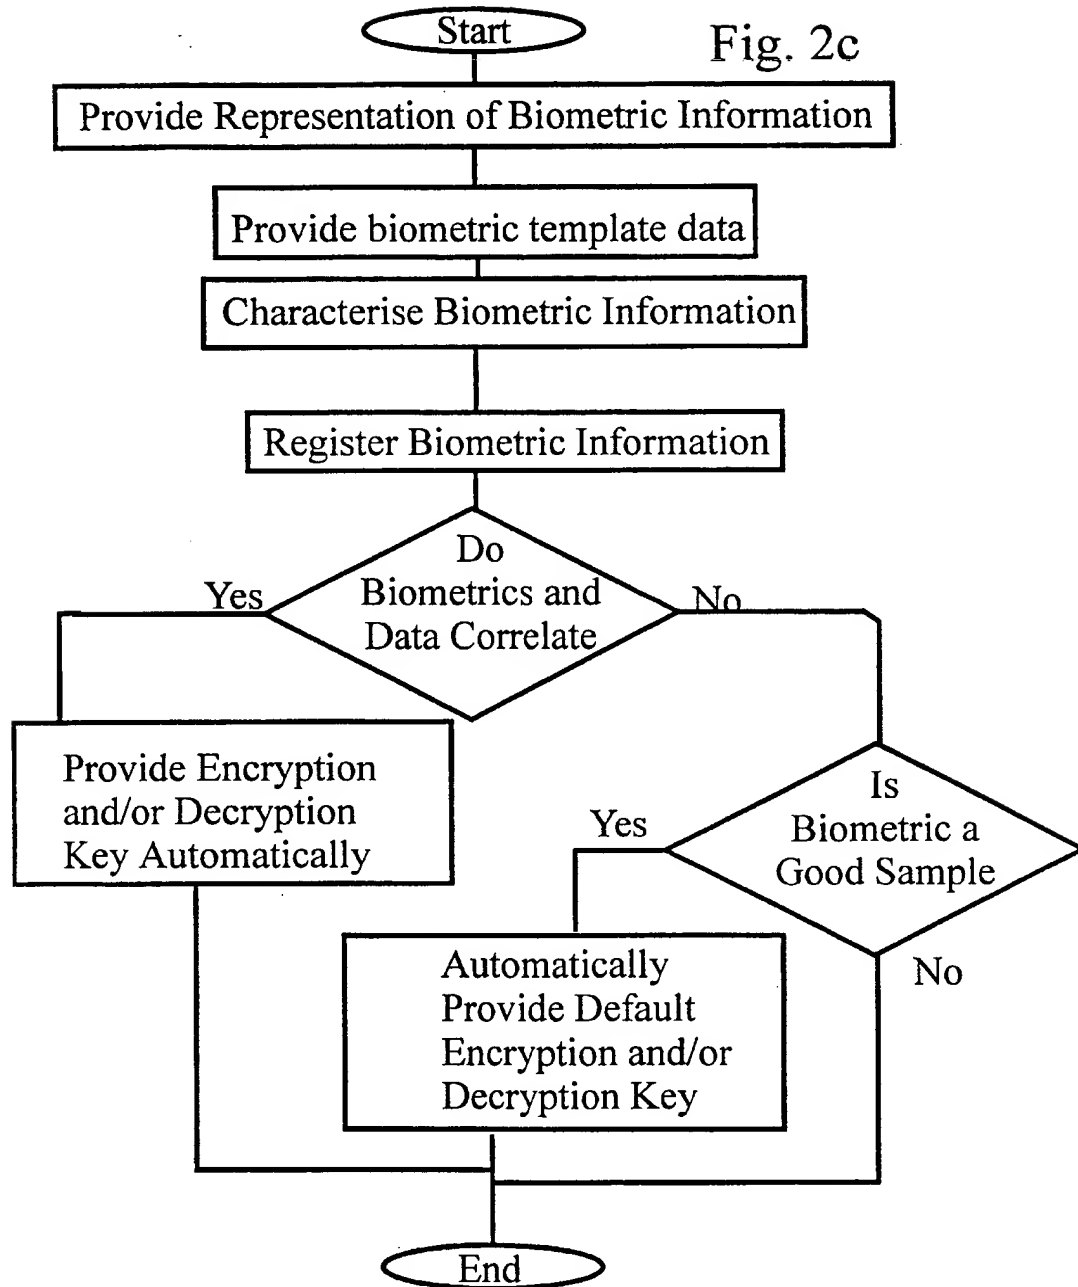 Start
Fig. 2c
Provide Representation of Biometric Information
Provide biometric template data
Characterise Biometric Information
Register Biometric Information
Do
Biometrics and
Data Correlate
Yes
No
Provide Encryption
and/or Decryption
Key Automatically
Is
Biometric a
Good Sample
Yes
No
Automatically
Provide Default
Encryption and/or
Decryption Key
End